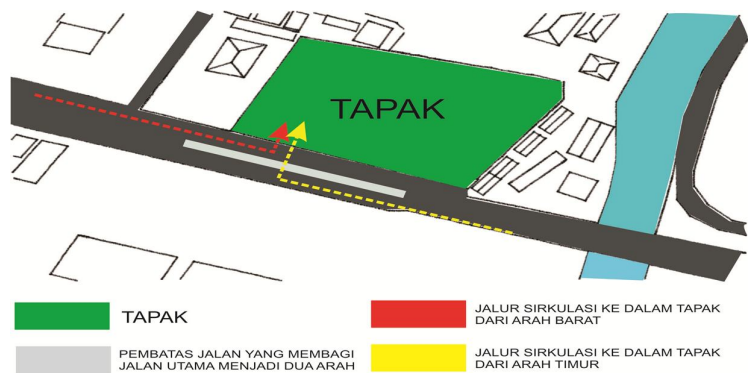 TAPAK
TAPAK
JALUR SIRKULASI KE DALAM TAPAK
DARI ARAH BARAT
PEMBATAS JALAN YANG MEMBAGI
JALAN UTAMA MENJADI DUA ARAH
JALUR SIRKULASI KE DALAM TAPAK
DARI ARAH TIMUR